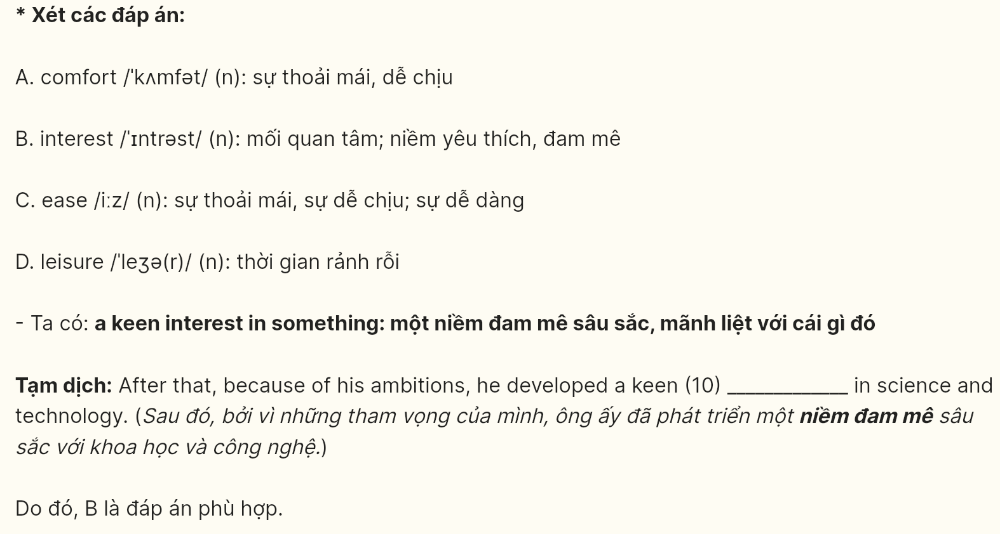 * Xét các đáp án:
A. comfort /ˈkʌmfət/ (n): sự thoải mái, dễ chịu
B. interest /ˈɪntrəst/ (n): mối quan tâm; niềm yêu thích, đam mê
C. ease /iːz/ (n): sự thoải mái, sự dễ chịu; sự dễ dàng
D. leisure /ˈleʒə(r)/ (n): thời gian rảnh rỗi
- Ta có: a keen interest in something: một niềm đam mê sâu sắc, mãnh liệt với cái gì đó
Tạm dịch: After that, because of his ambitions, he developed a keen (10) _____________ in science and
technology. (Sau đó, bởi vì những tham vọng của mình, ông ấy đã phát triển một niềm đam mê sâu
sắc với khoa học và công nghệ.)
Do đó, B là đáp án phù hợp.